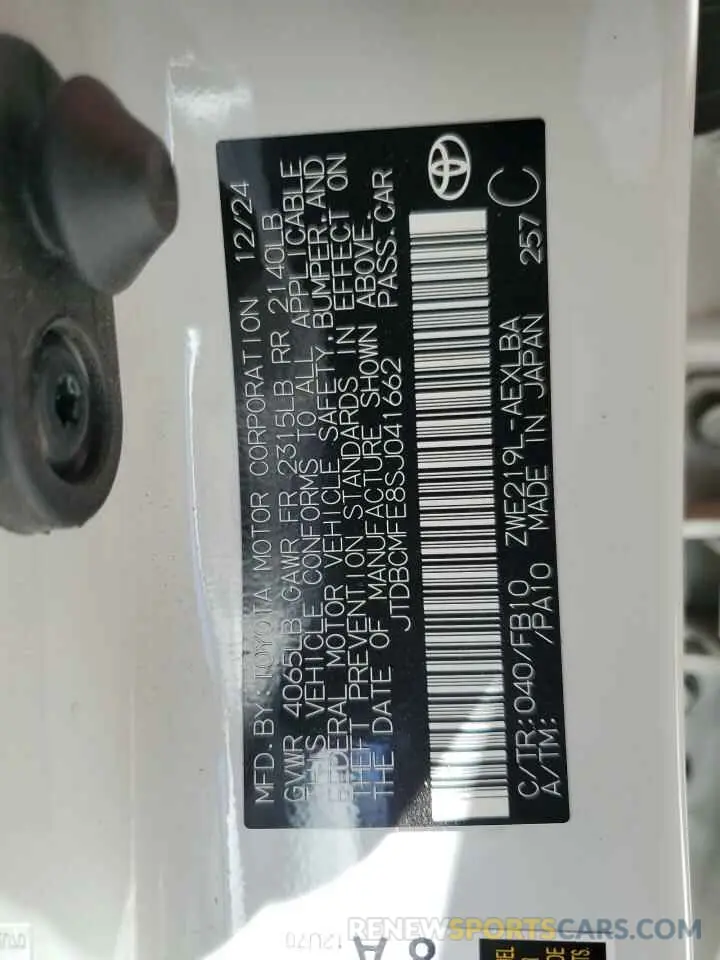 MFD.BY:TOYOTA MOTOR CORPORATION 12/24
GVWR 4065LB GAWR FR 2315LB RR 2140LB
THIS VEHICLE CONFORMS TO ALL APPLICABLE
FEDERAL MOTOR VEHICLE SAFETY, BUMPER, AND
THEFT PREVENTION STANDARDS IN EFFECT ON
THE DATE OF MANUFACTURE SHOWN ABOVE.
JTDBCMFE8SJ041662 PASS.CAR
C/TR:040/FB10 ZWE219L-AEXLBA 257 C
A/TM: /PA10 MADE IN JAPAN
12U70
RENEWSPORTSCARS.COM